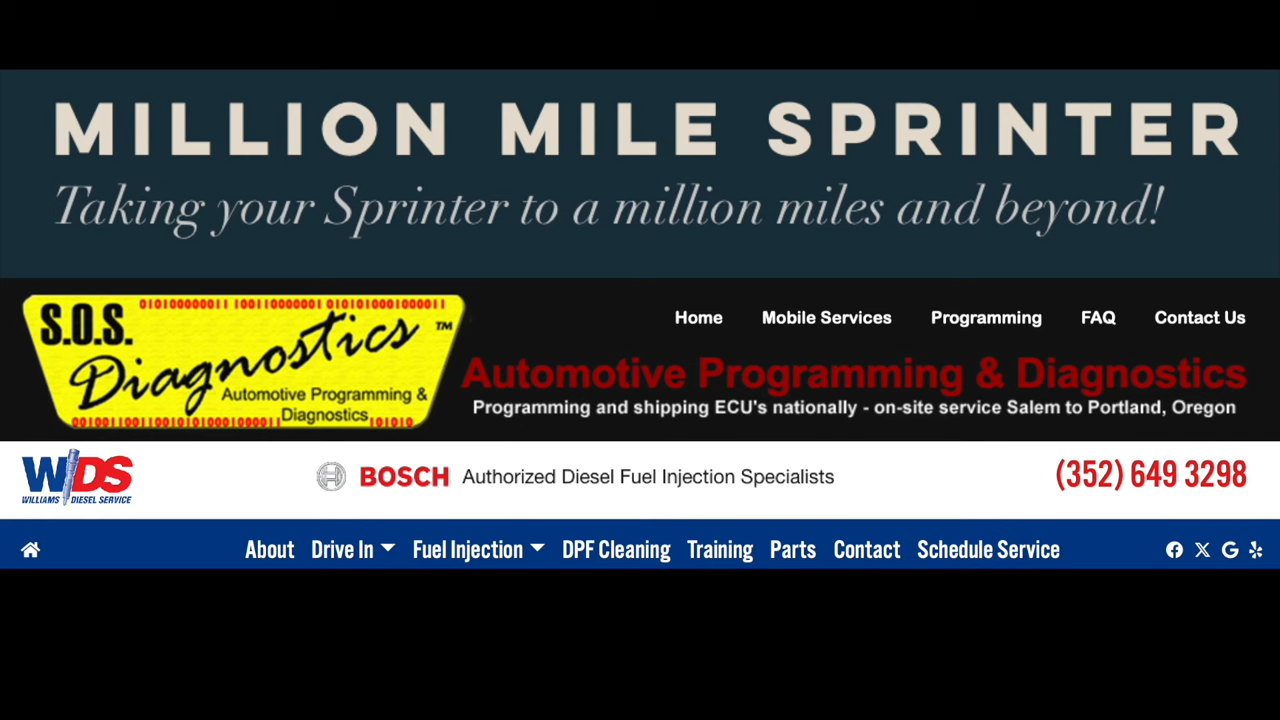 MILLION MILE SPRINTER
Taking your Sprinter to a million miles and beyond!
01010000000011 10011000001 0101010001000011
S.O.S.
Diagnostics
™
Automotive Programming &
Diagnostics
Home Mobile Services Programming FAQ Contact Us
Automotive Programming & Diagnostics
Programming and shipping ECU's nationally - on-site service Salem to Portland, Oregon
WDS
WILLIAMS DIESEL SERVICE
BOSCH Authorized Diesel Fuel Injection Specialists
(352) 649 3298
About Drive In Fuel Injection DPF Cleaning Training Parts Contact Schedule Service